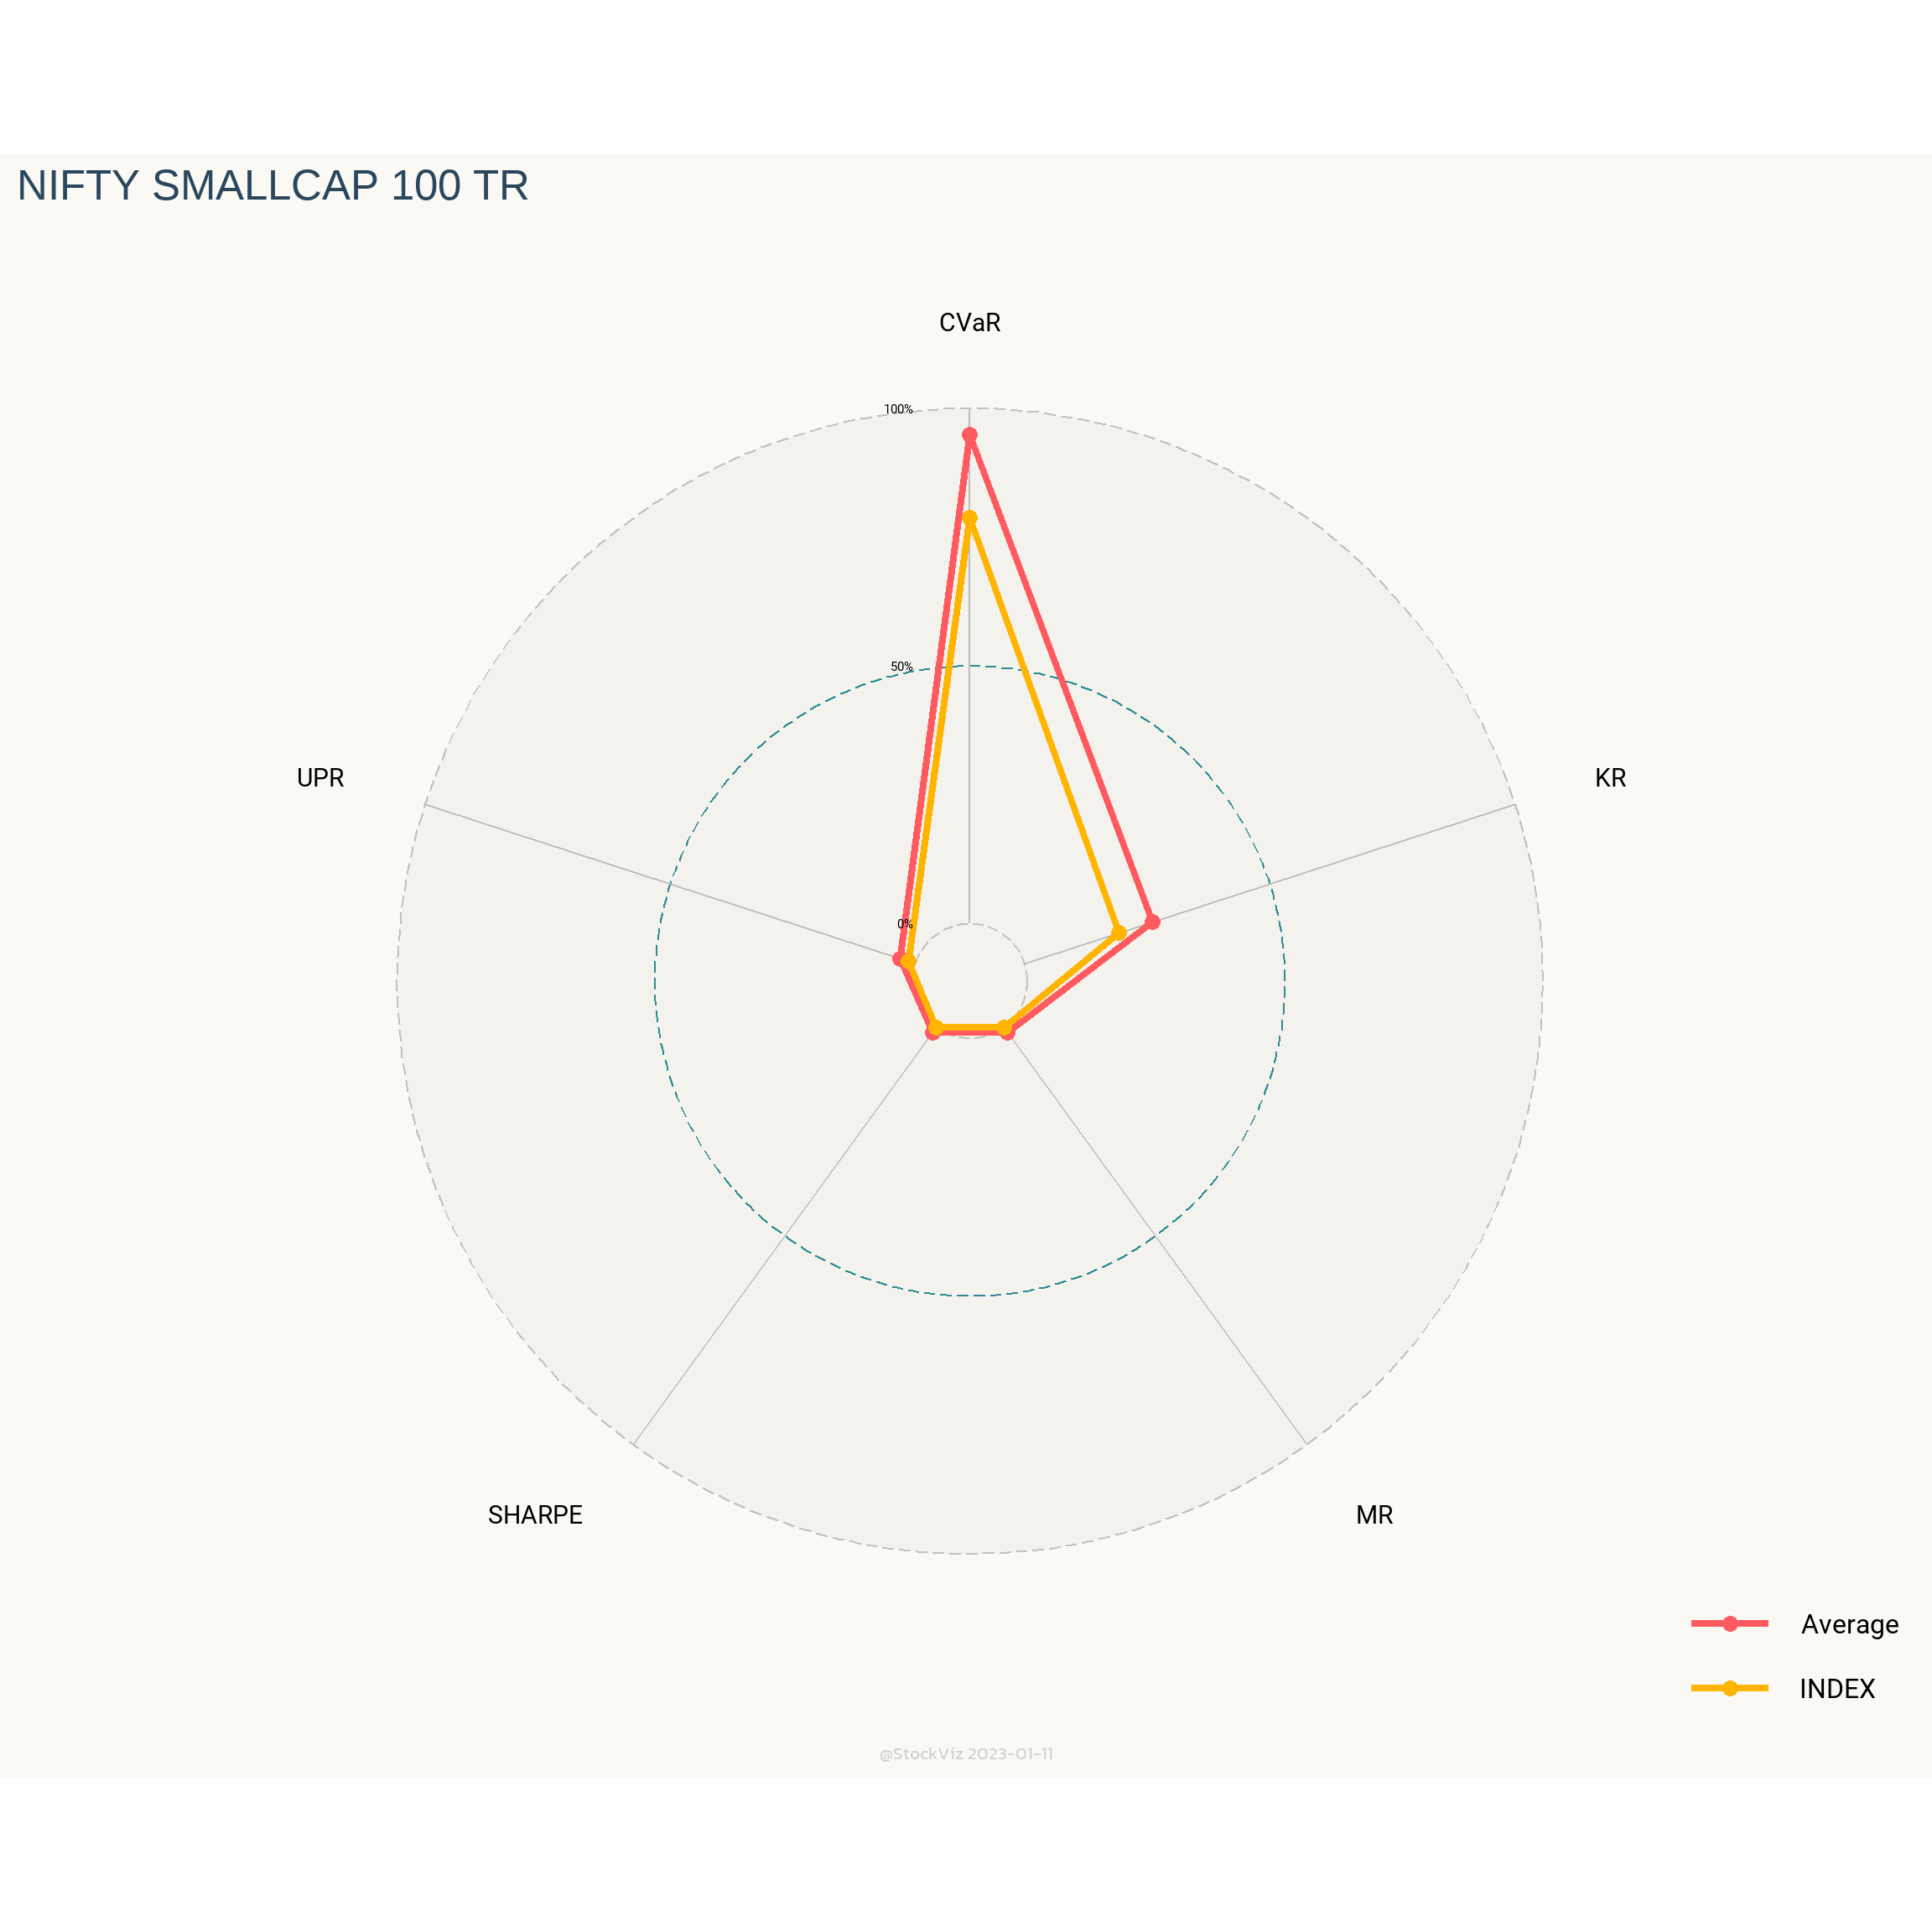 NIFTY SMALLCAP 100 TR
CVaR
100%
50%
UPR
KR
0%
SHARPE
MR
Average
INDEX
@StockViz 2023-01-11